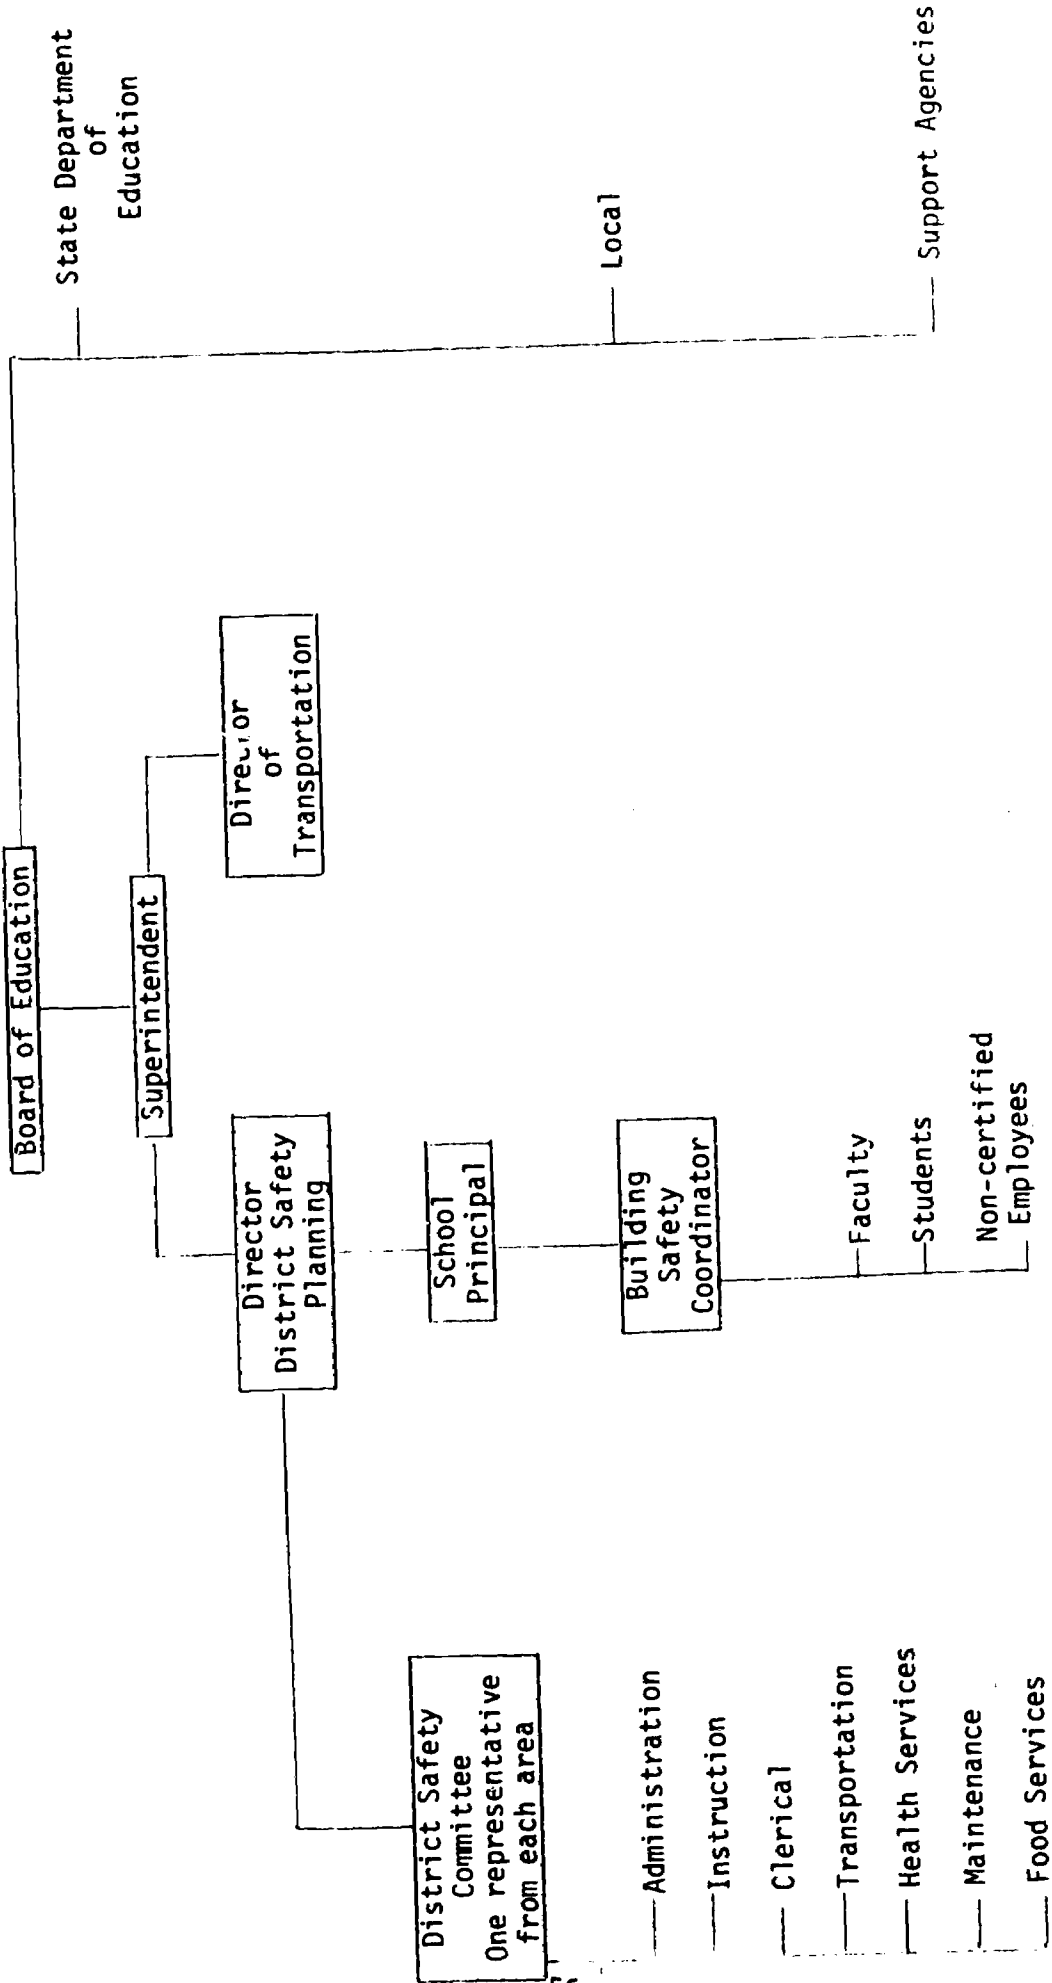 Board of Education
State Department
of
Education
Superintendent
Director
District Safety
Planning
Director
of
Transportation
District Safety
Committee
One representative
from each area
School
Principal
Local
Building
Safety
Coordinator
Administration
Instruction
Clerical
Transportation
Health Services
Maintenance
Food Services
Faculty
Students
Non-certified
Employees
Support Agencies